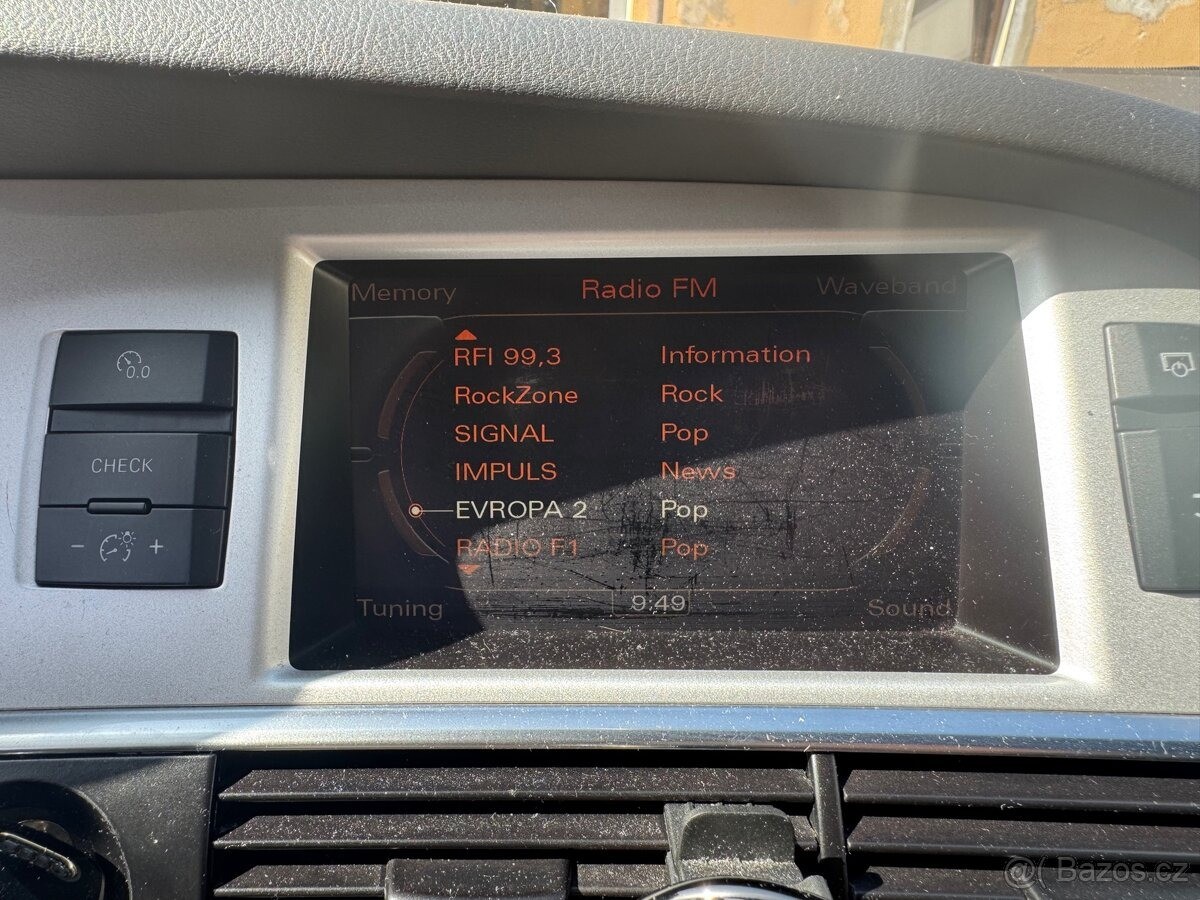 Memory Radio FM Waveband
RFI 99,3 Information
RockZone Rock
SIGNAL Pop
IMPULS News
EVROPA 2 Pop
RADIO F1 Pop
Tuning 9:49 Sound
0.0
CHECK
- +
@( Bazoš.cz